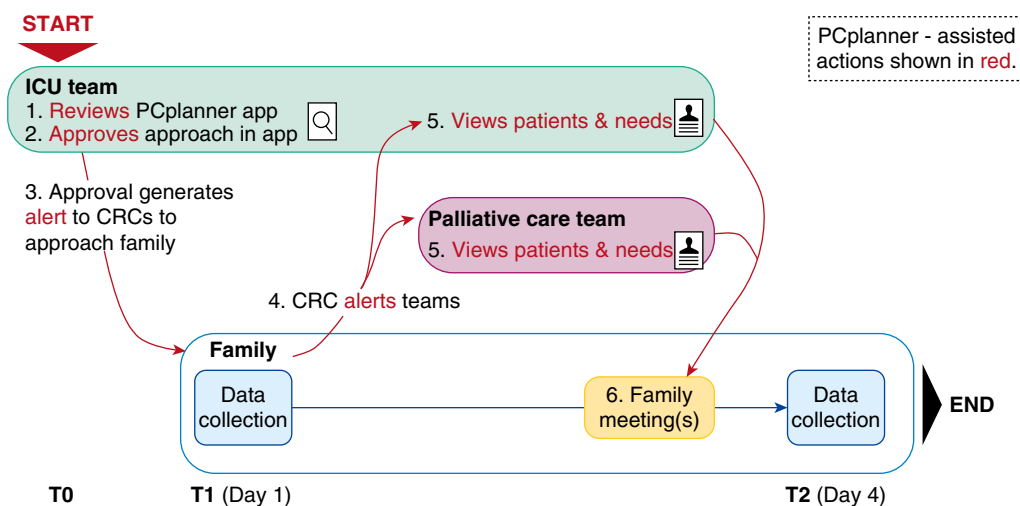 START
PCplanner - assisted
actions shown in red.
ICU team
1. Reviews PCplanner app
2. Approves approach in app
5. Views patients & needs
3. Approval generates
alert to CRCs to
approach family
Palliative care team
5. Views patients & needs
4. CRC alerts teams
Family
Data
collection
6. Family
meeting(s)
Data
collection
END
T0
T1 (Day 1)
T2 (Day 4)